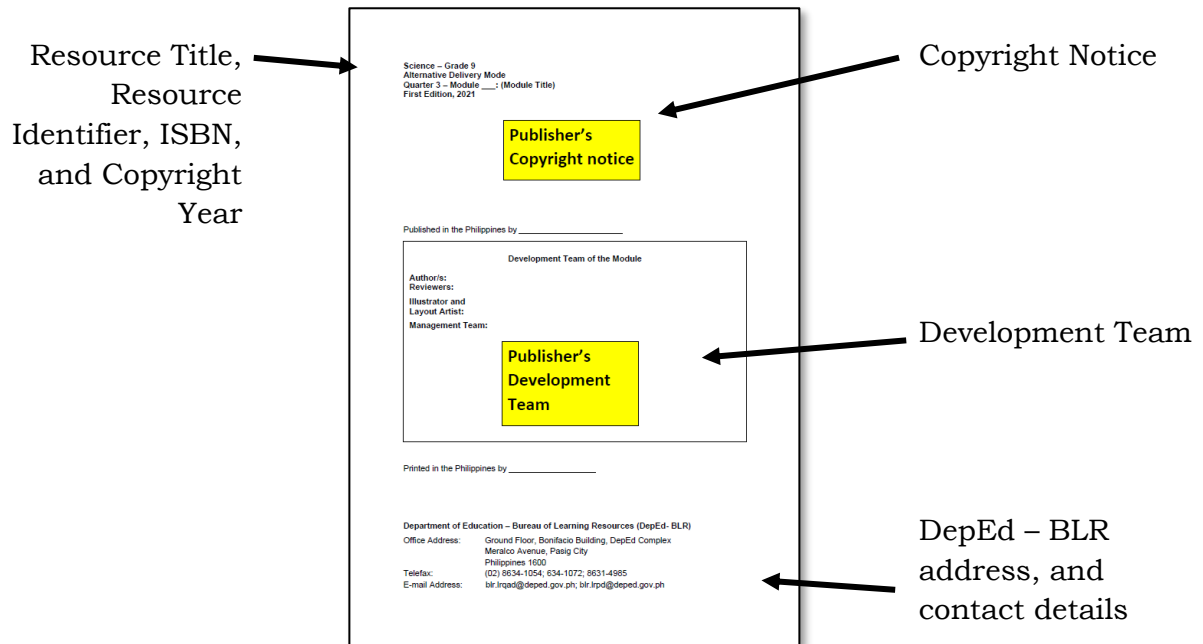 Resource Title,
Resource
Identifier, ISBN,
and Copyright
Year
Science – Grade 9
Alternative Delivery Mode
Quarter 3 – Module ___: (Module Title)
First Edition, 2021
Copyright Notice
Publisher's
Copyright notice
Published in the Philippines by ______________________
Development Team of the Module
Author/s:
Reviewers:
Illustrator and
Layout Artist:
Management Team:
Publisher's
Development
Team
Development Team
Printed in the Philippines by ___________________
Department of Education – Bureau of Learning Resources (DepEd- BLR)
Office Address: Ground Floor, Bonifacio Building, DepEd Complex
Meralco Avenue, Pasig City
Philippines 1600
Telefax: (02) 8634-1054; 634-1072; 8631-4985
E-mail Address: blr.lrqad@deped.gov.ph; blr.lrpd@deped.gov.ph
DepEd – BLR
address, and
contact details